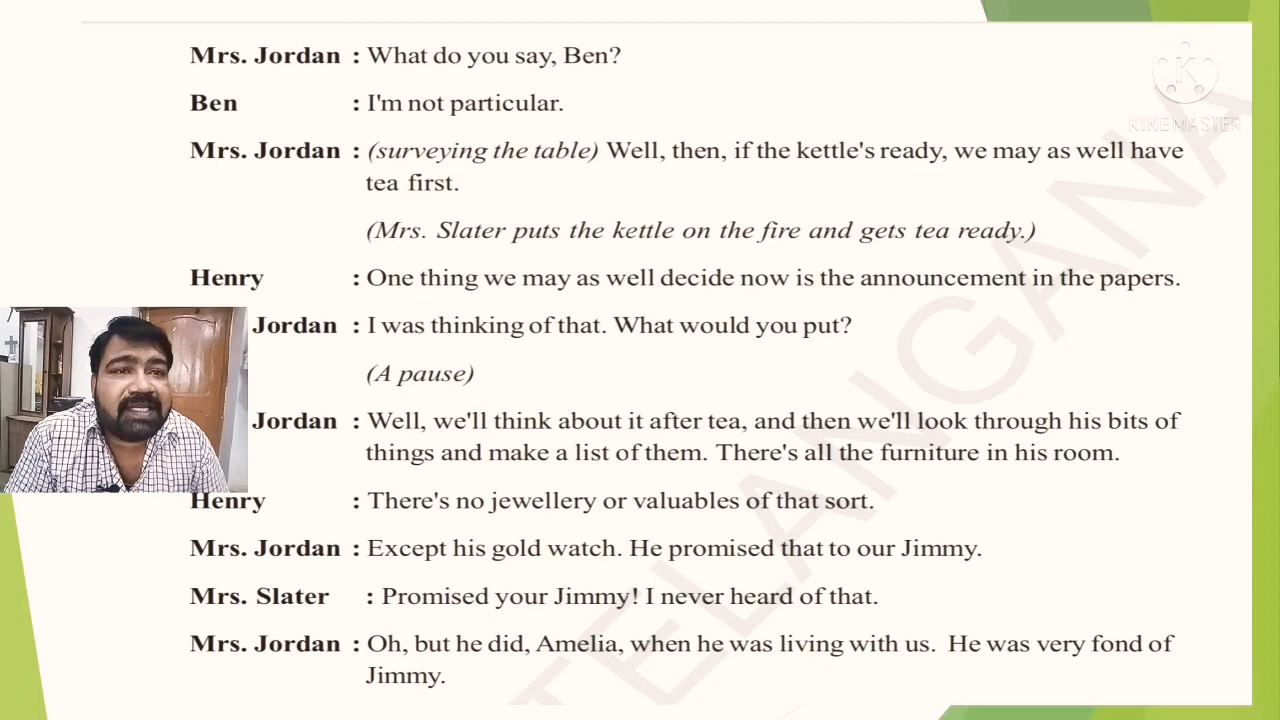 Mrs. Jordan : What do you say, Ben?
Ben : I'm not particular.
Mrs. Jordan : (surveying the table) Well, then, if the kettle's ready, we may as well have
tea first.
(Mrs. Slater puts the kettle on the fire and gets tea ready.)
Henry : One thing we may as well decide now is the announcement in the papers.
Jordan : I was thinking of that. What would you put?
(A pause)
Jordan : Well, we'll think about it after tea, and then we'll look through his bits of
things and make a list of them. There's all the furniture in his room.
Henry : There's no jewellery or valuables of that sort.
Mrs. Jordan : Except his gold watch. He promised that to our Jimmy.
Mrs. Slater : Promised your Jimmy! I never heard of that.
Mrs. Jordan : Oh, but he did, Amelia, when he was living with us. He was very fond of
Jimmy.
K
KINEMASTER
TELANGANA